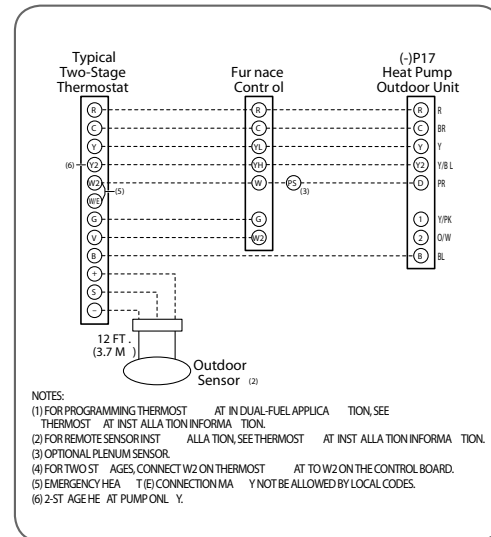 Typical
Two-Stage
Thermostat
Fur nace
Contr ol
(-)P17
Heat Pump
Outdoor Unit
R R R R
C C C BR
Y YL Y Y
(6) Y2 YH Y2 Y/B L
W2 W PS D PR
(5) (3)
W/E
G G 1 Y/PK
V W2 2 O/W
B B BL
+
S
–
12 FT .
(3.7 M )
Outdoor
Sensor (2)
NOTES:
(1) FOR PROGRAMMING THERMOST AT IN DUAL-FUEL APPLICA TION, SEE
THERMOST AT INST ALLA TION INFORMA TION.
(2) FOR REMOTE SENSOR INST ALLA TION, SEE THERMOST AT INST ALLA TION INFORMA TION.
(3) OPTIONAL PLENUM SENSOR.
(4) FOR TWO ST AGES, CONNECT W2 ON THERMOST AT TO W2 ON THE CONTROL BOARD.
(5) EMERGENCY HEA T (E) CONNECTION MA Y NOT BE ALLOWED BY LOCAL CODES.
(6) 2-ST AGE HE AT PUMP ONL Y.